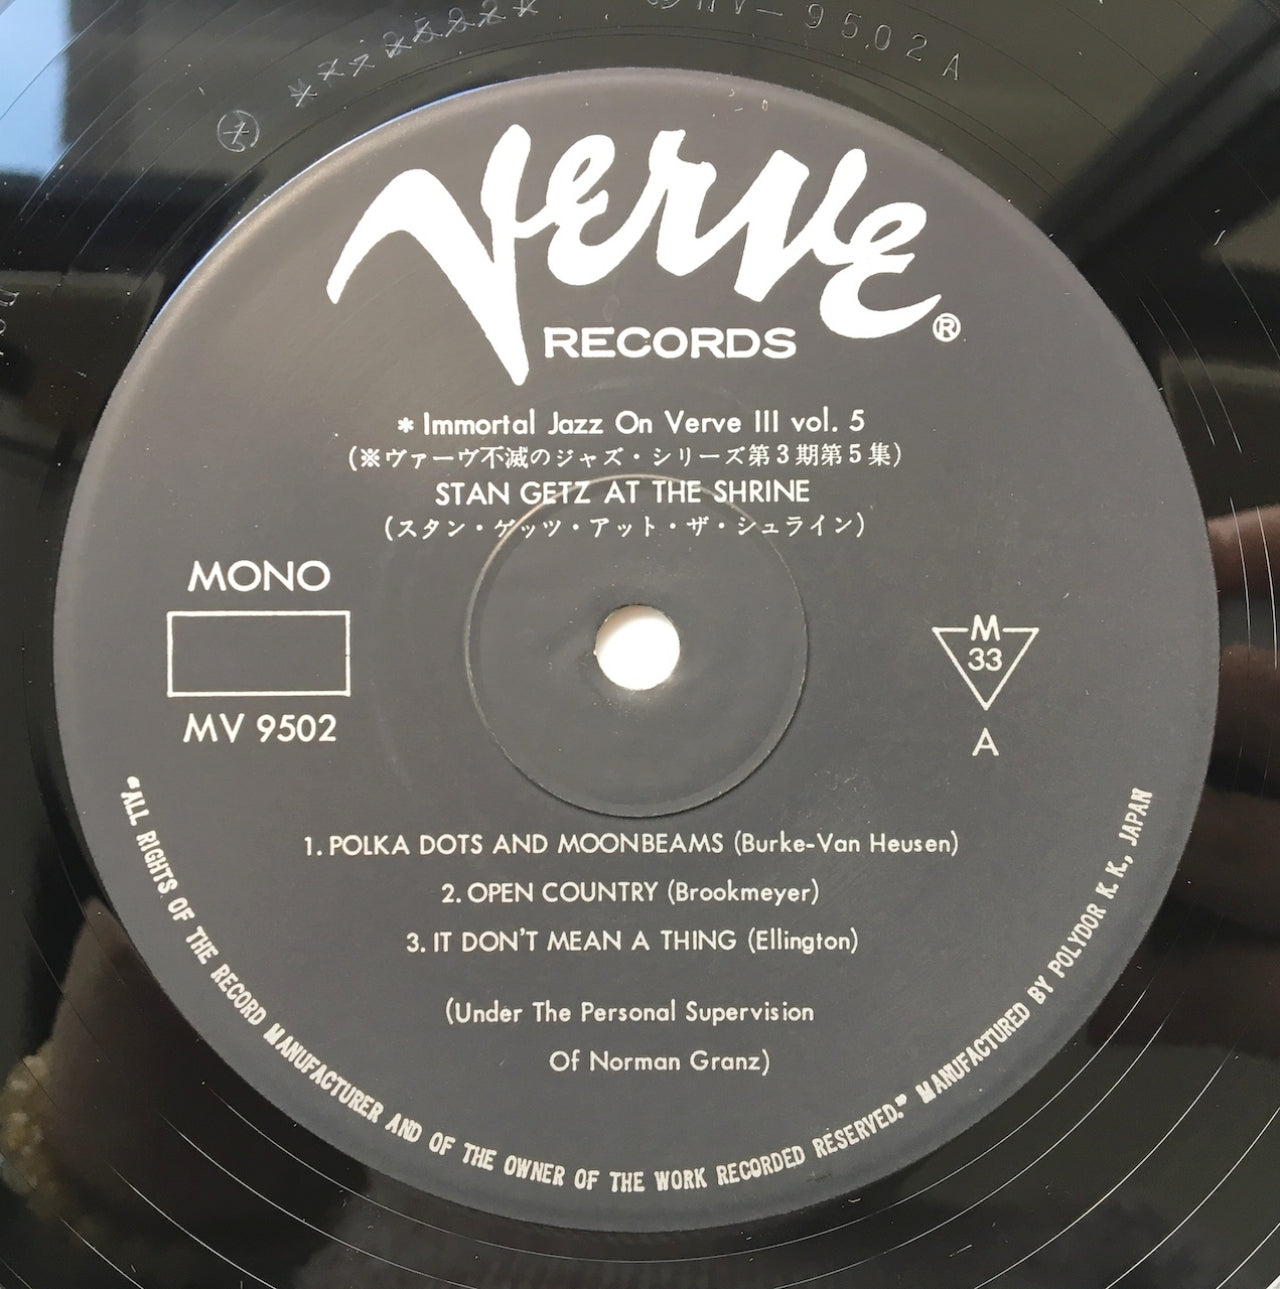 MV-9502 A
Verve
RECORDS ®
* Immortal Jazz On Verve III vol. 5
(※ヴァーヴ不滅のジャズ・シリーズ第3期第5集)
STAN GETZ AT THE SHRINE
(スタン・ゲッツ・アット・ザ・シュライン)
MONO
MV 9502
M
33
A
1. POLKA DOTS AND MOONBEAMS (Burke-Van Heusen)
2. OPEN COUNTRY (Brookmeyer)
3. IT DON'T MEAN A THING (Ellington)
(Under The Personal Supervision
Of Norman Granz)
"ALL RIGHTS OF THE RECORD MANUFACTURER AND OF THE OWNER OF THE WORK RECORDED RESERVED." MANUFACTURED BY POLYDOR K. K., JAPAN